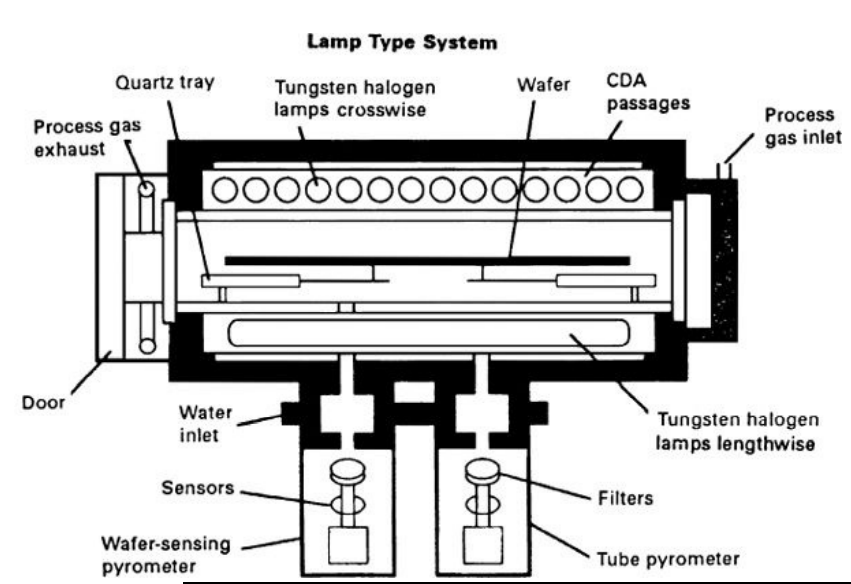 Lamp Type System
Quartz tray
Tungsten halogen
lamps crosswise
Wafer
CDA
passages
Process gas
inlet
Process gas
exhaust
Door
Water
inlet
Tungsten halogen
lamps lengthwise
Sensors
Filters
Wafer-sensing
pyrometer
Tube pyrometer